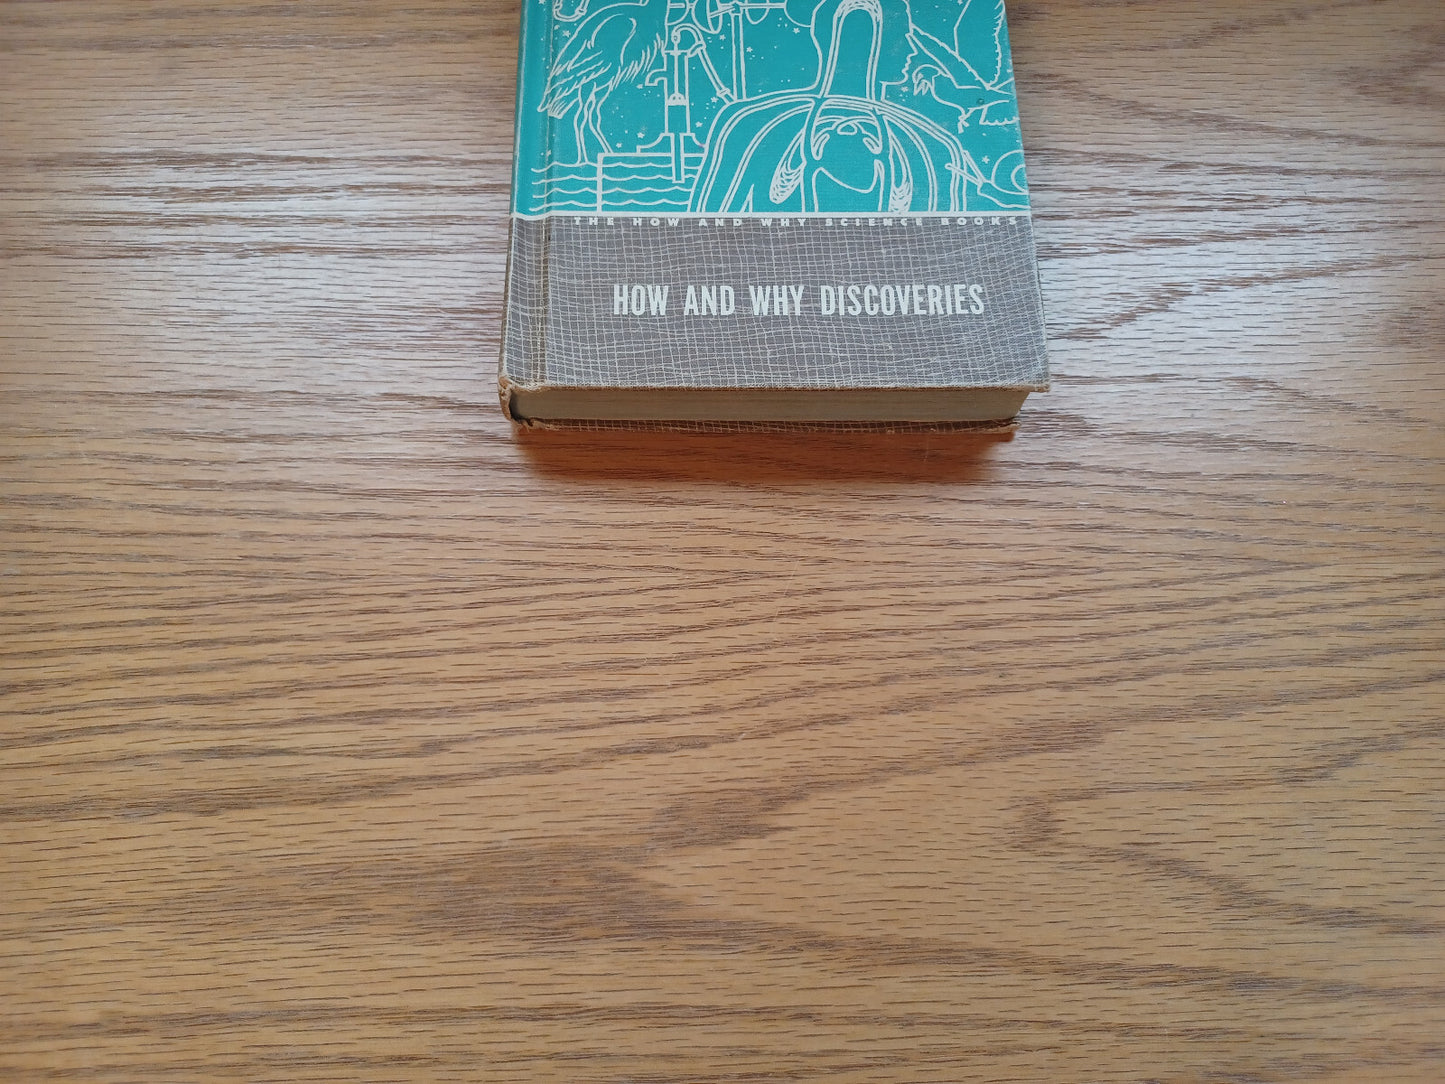 THE HOW AND WHY SCIENCE BOOKS
HOW AND WHY DISCOVERIES